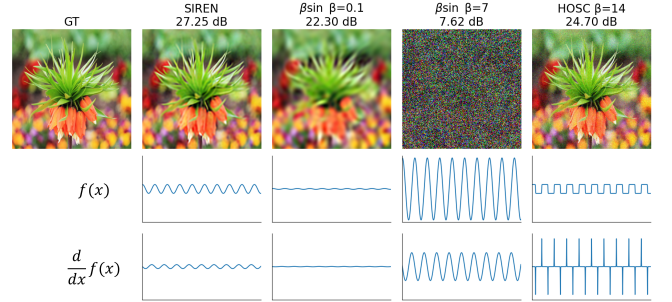 GT
SIREN
27.25 dB
βsin β=0.1
22.30 dB
βsin β=7
7.62 dB
HOSC β=14
24.70 dB
f(x)
d/dx f(x)